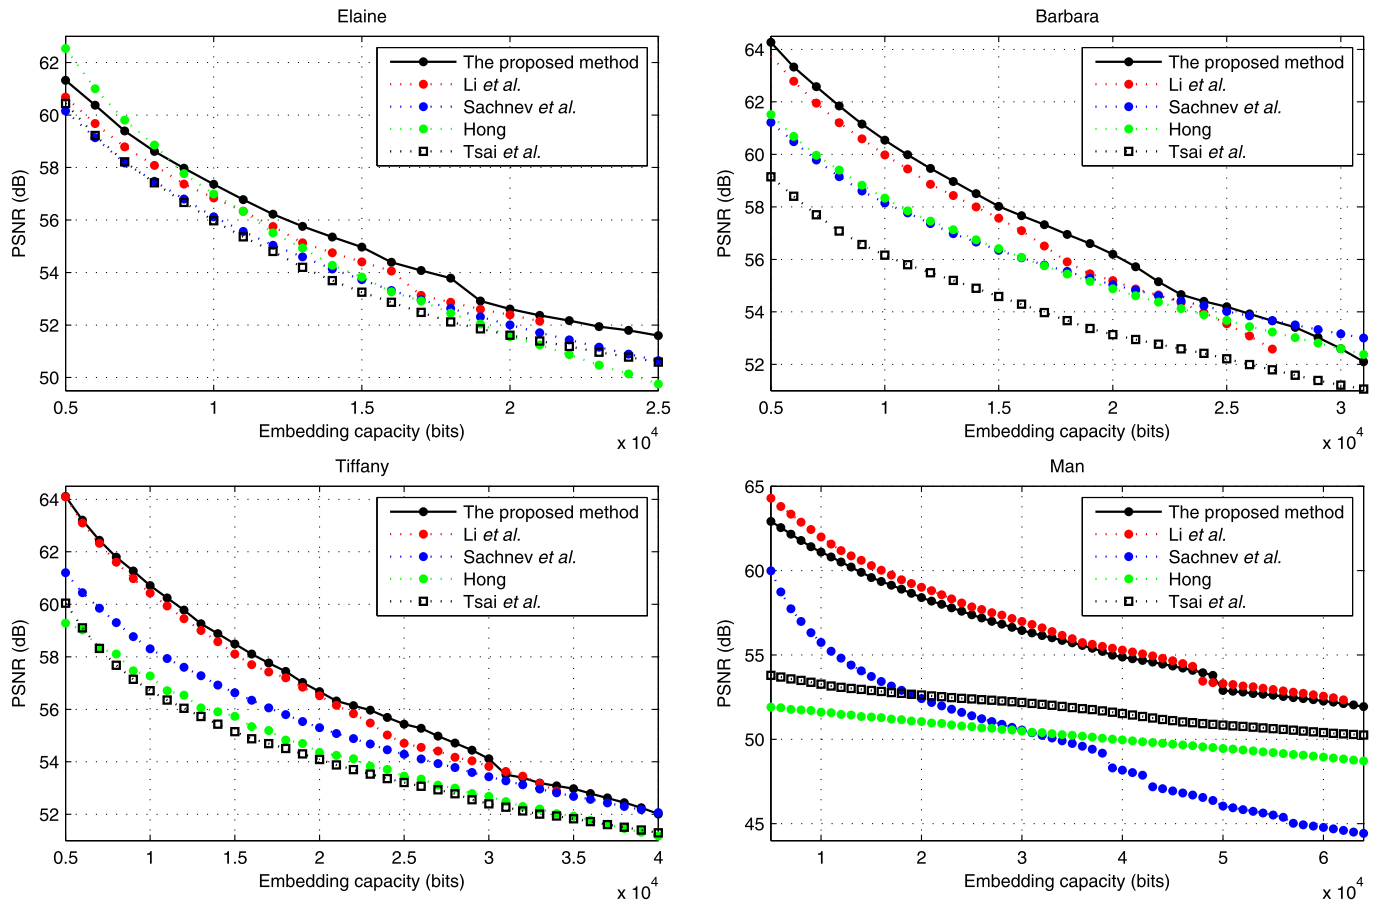 Elaine
62
60
58
56
54
52
50
PSNR (dB)
The proposed method
Li et al.
Sachnev et al.
Hong
Tsai et al.
0.5
1
1.5
2
2.5
Embedding capacity (bits)
x 10^4
Barbara
64
62
60
58
56
54
52
PSNR (dB)
The proposed method
Li et al.
Sachnev et al.
Hong
Tsai et al.
0.5
1
1.5
2
2.5
3
Embedding capacity (bits)
x 10^4
Tiffany
64
62
60
58
56
54
52
PSNR (dB)
The proposed method
Li et al.
Sachnev et al.
Hong
Tsai et al.
0.5
1
1.5
2
2.5
3
3.5
4
Embedding capacity (bits)
x 10^4
Man
65
60
55
50
45
PSNR (dB)
The proposed method
Li et al.
Sachnev et al.
Hong
Tsai et al.
1
2
3
4
5
6
Embedding capacity (bits)
x 10^4